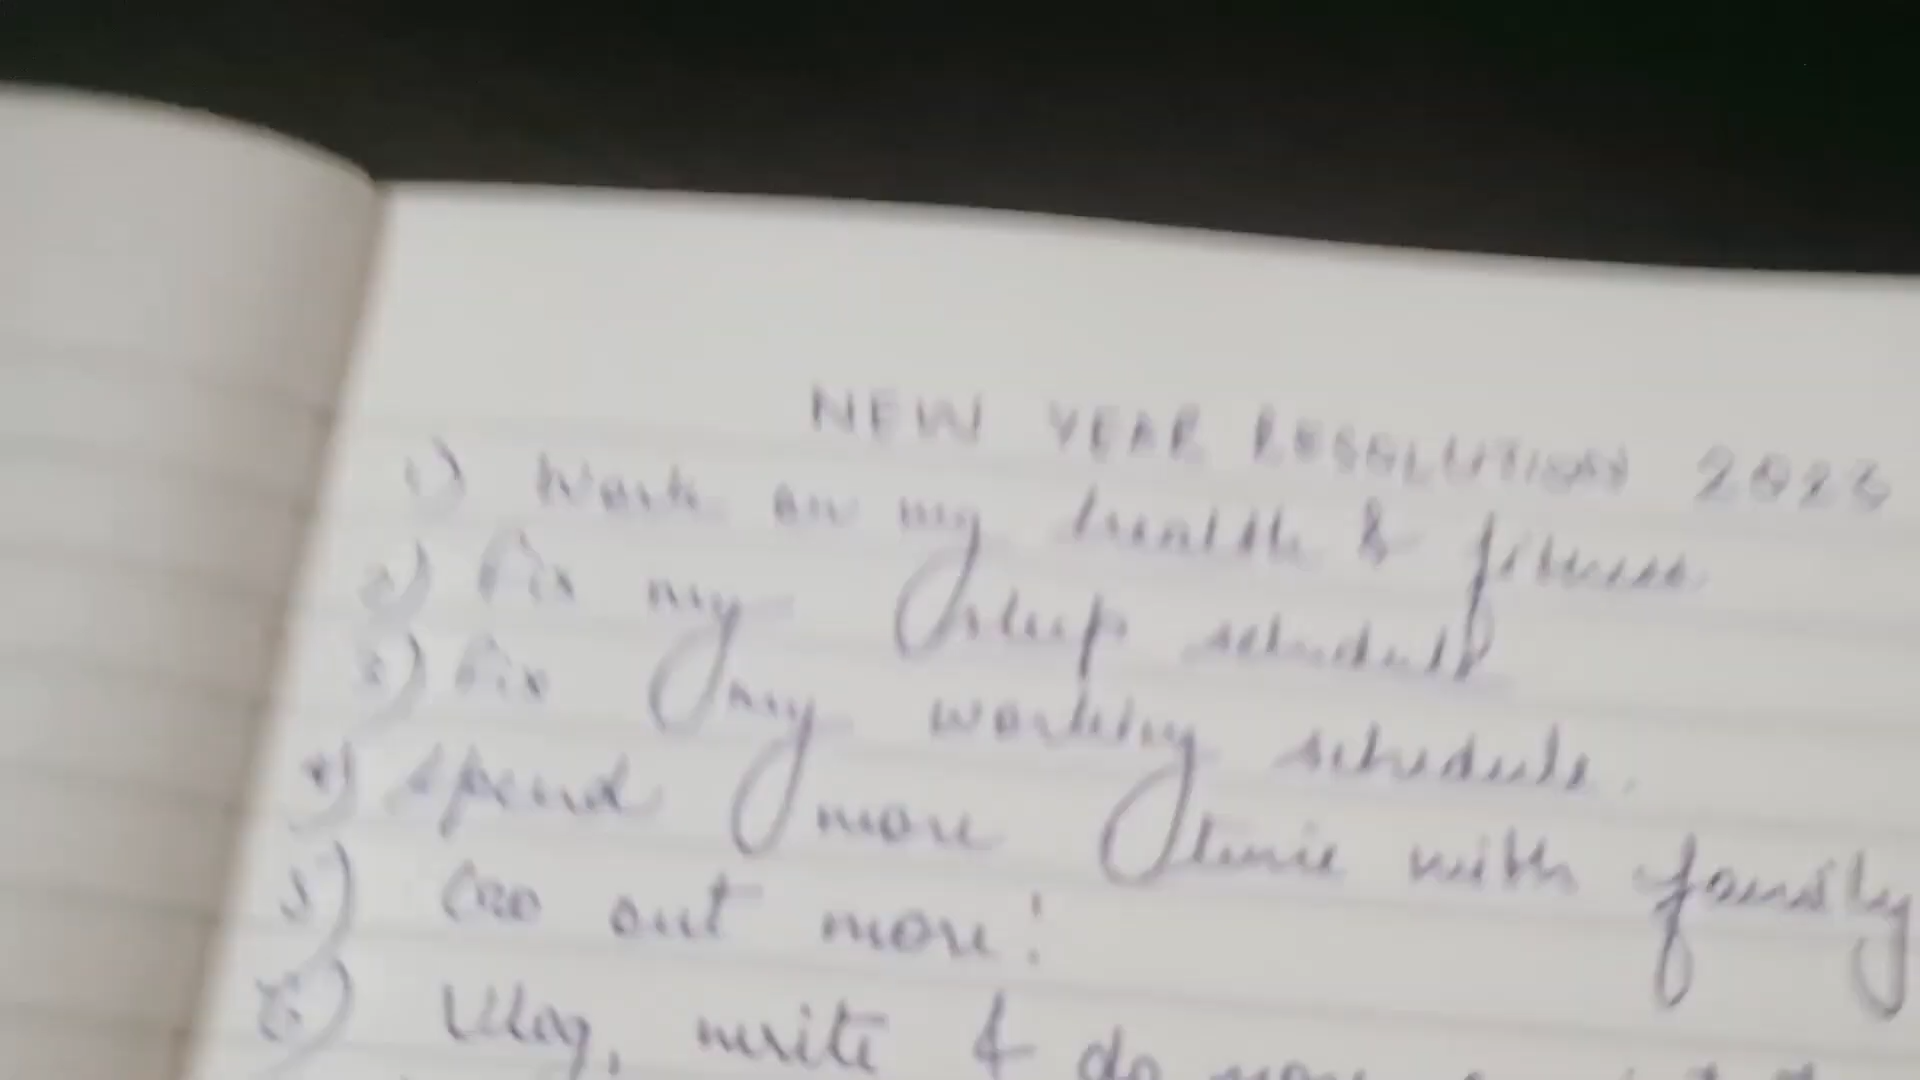 NEW YEAR RESOLUTION
1) Work on my health & fitness.
2) Fix my sleep schedule
3) Fix my working schedule.
4) Spend more time with family
5) Go out more!
6) Vlog, write & do more